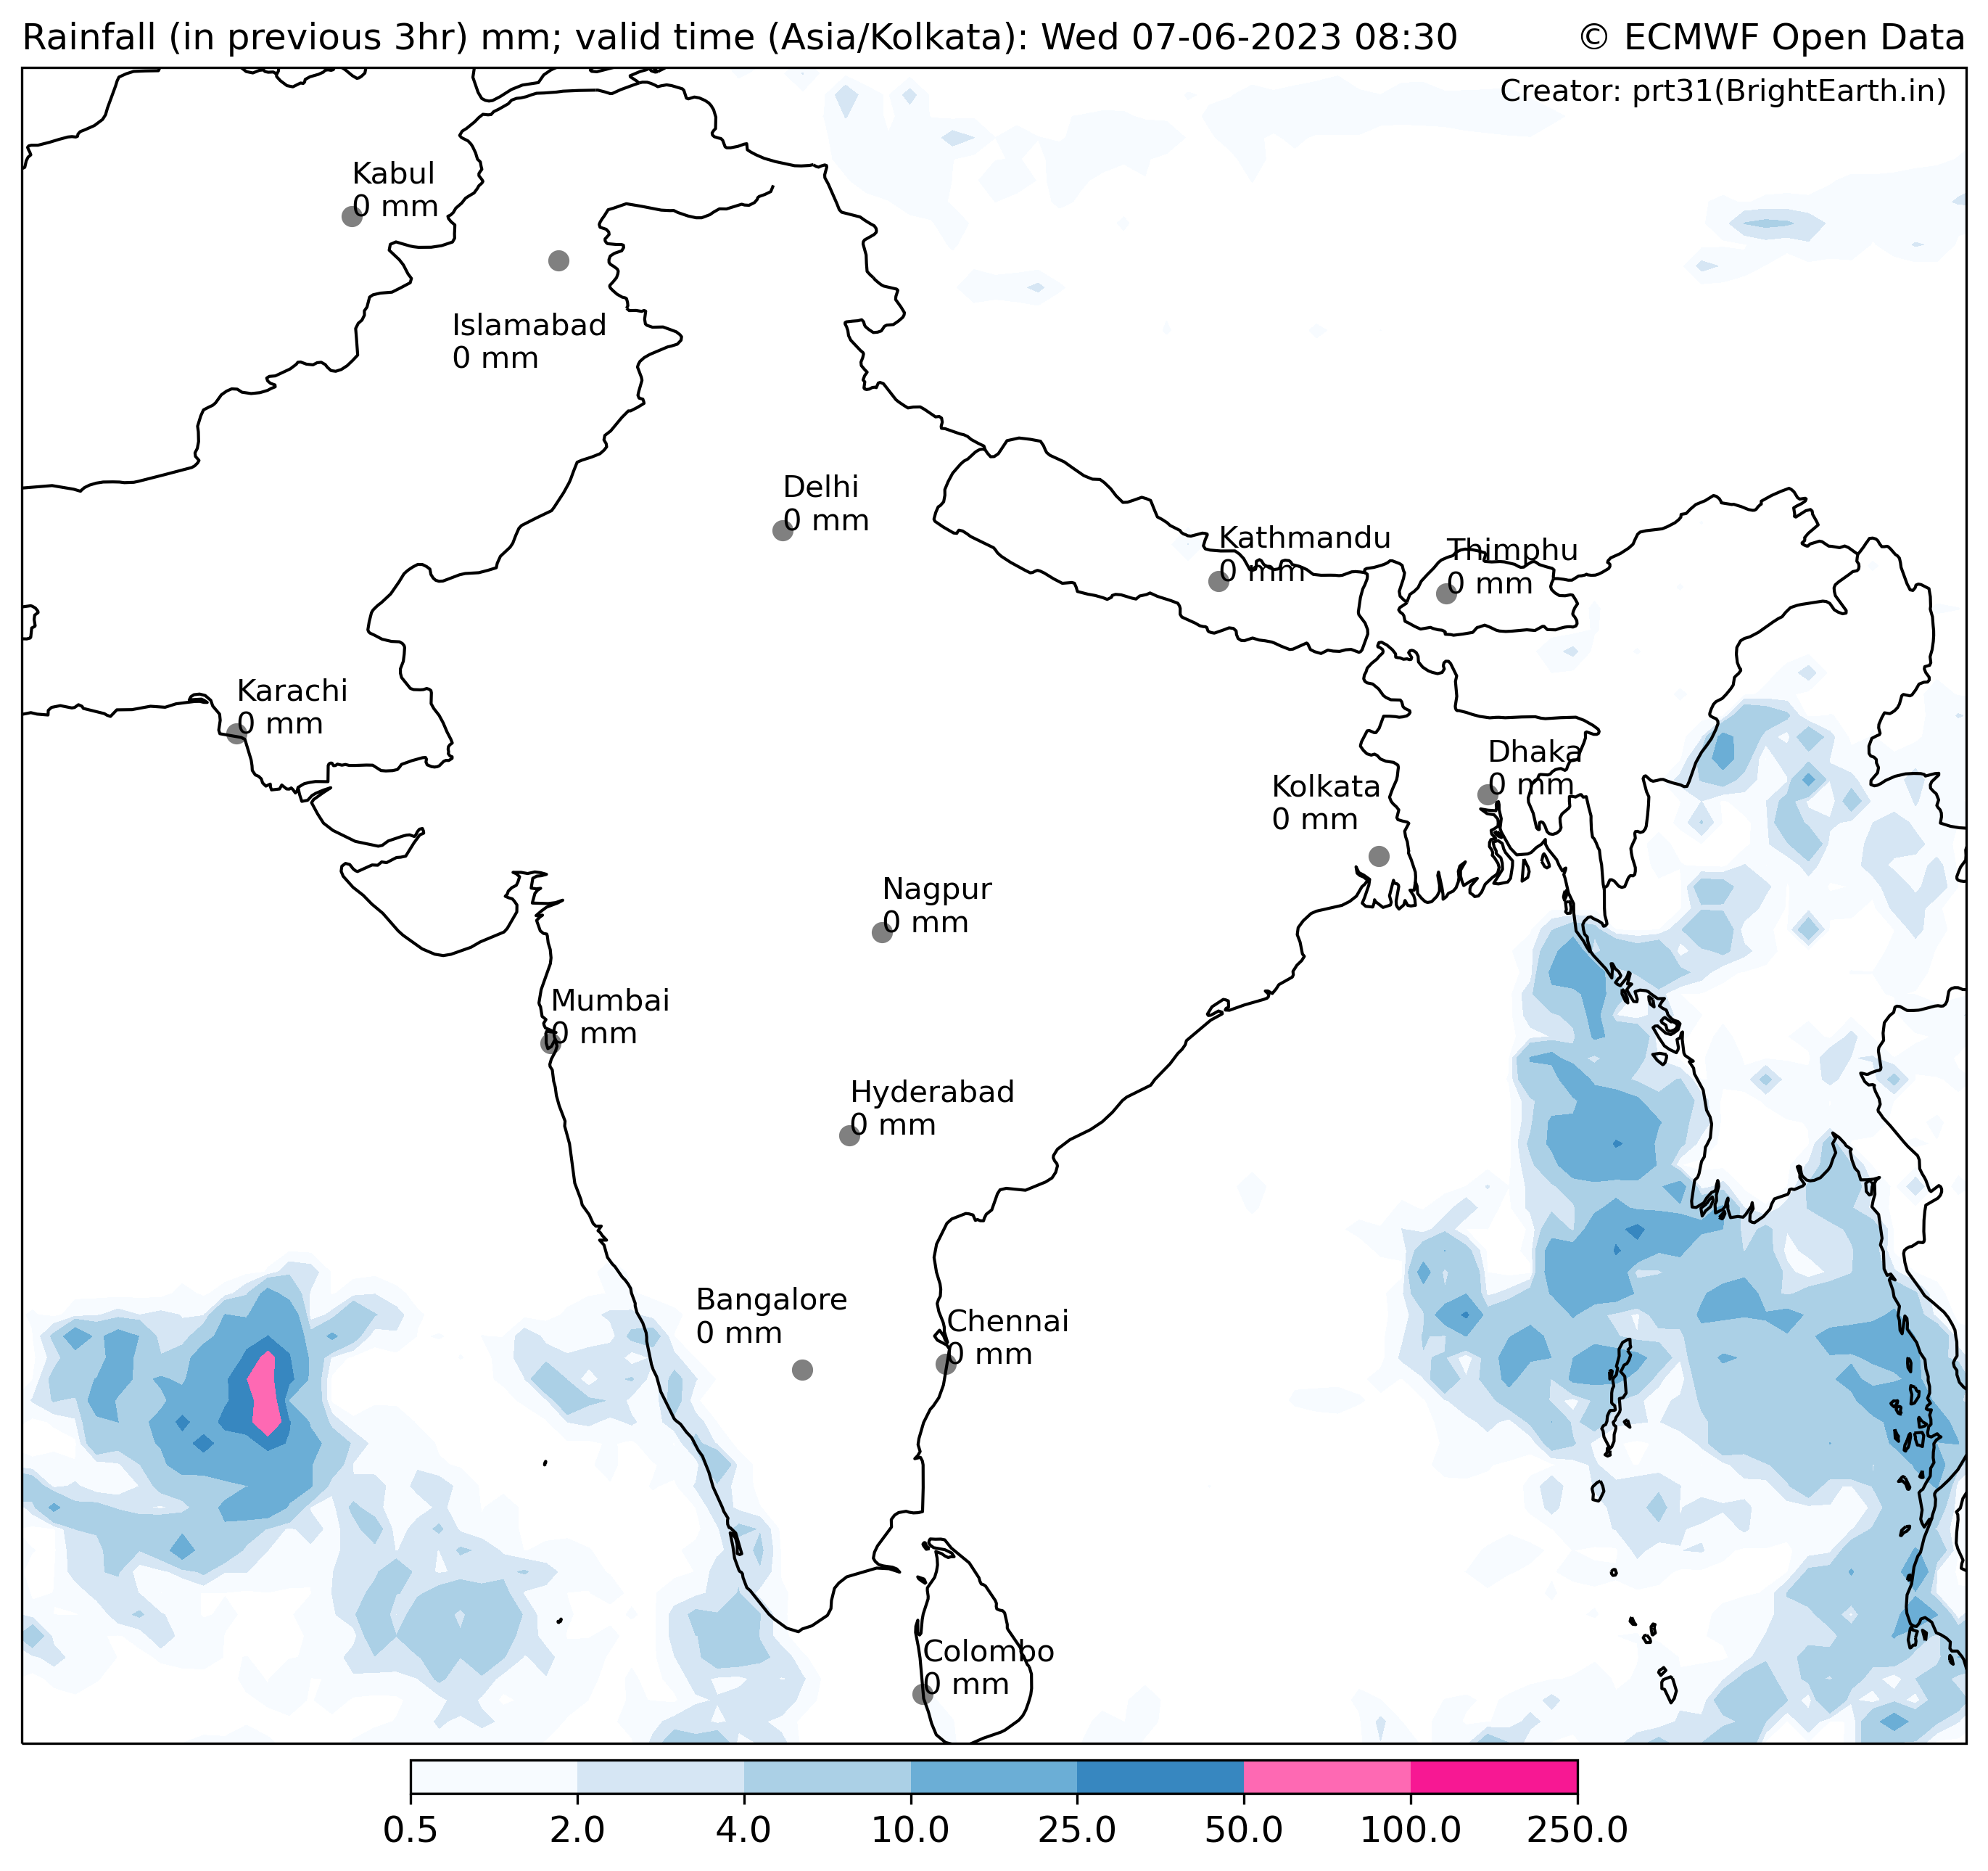 Rainfall (in previous 3hr) mm; valid time (Asia/Kolkata): Wed 07-06-2023 08:30
© ECMWF Open Data
Creator: prt31(BrightEarth.in)
Kabul
0 mm
Islamabad
0 mm
Delhi
0 mm
Kathmandu
0 mm
Thimphu
0 mm
Karachi
0 mm
Dhaka
0 mm
Kolkata
0 mm
Nagpur
0 mm
Mumbai
0 mm
Hyderabad
0 mm
Bangalore
0 mm
Chennai
0 mm
Colombo
0 mm
0.5 2.0 4.0 10.0 25.0 50.0 100.0 250.0